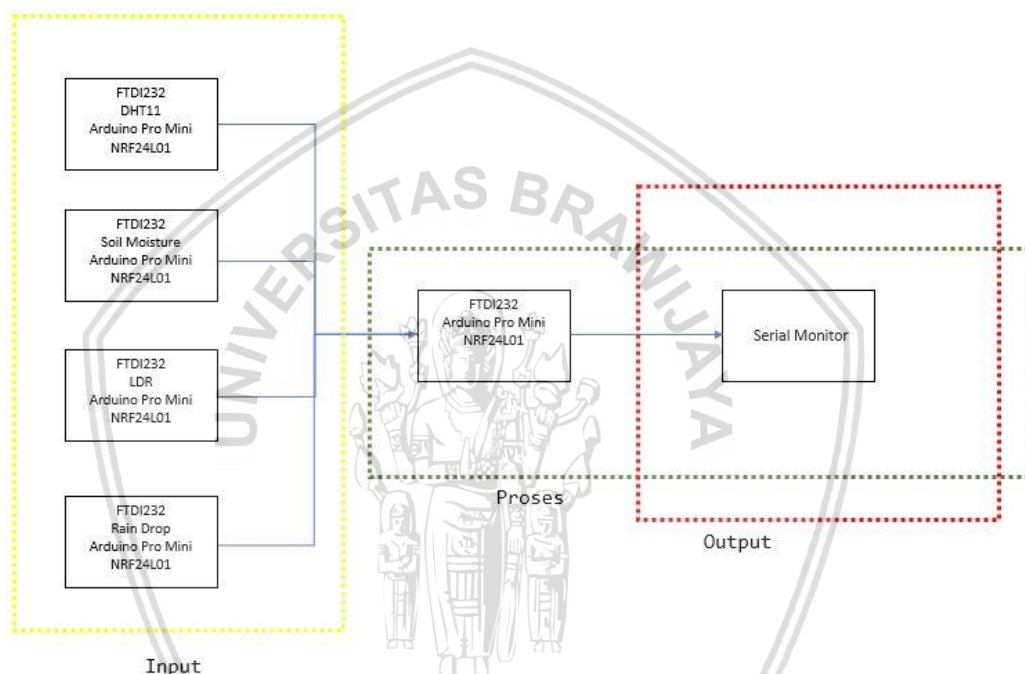 FTDI232
DHT11
Arduino Pro Mini
NRF24L01
FTDI232
Soil Moisture
Arduino Pro Mini
NRF24L01
FTDI232
LDR
Arduino Pro Mini
NRF24L01
FTDI232
Rain Drop
Arduino Pro Mini
NRF24L01
Input
UNIVERSITAS BRAWIJAYA
FTDI232
Arduino Pro Mini
NRF24L01
Proses
Serial Monitor
Output